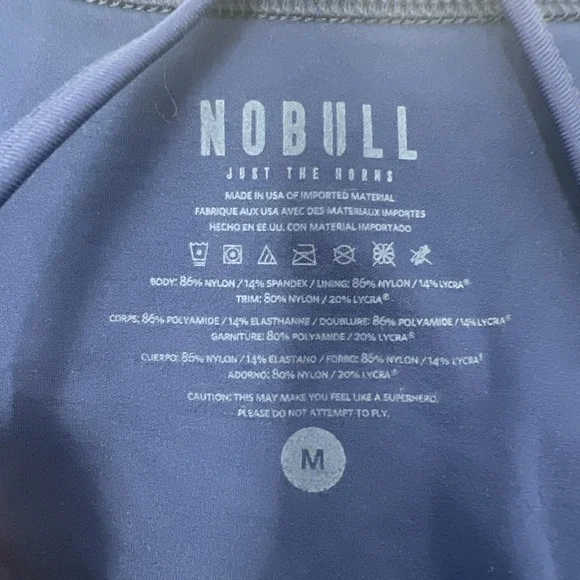 NOBULL
JUST THE HORNS
MADE IN USA OF IMPORTED MATERIAL
FABRIQUE AUX USA AVEC DES MATERIAUX IMPORTES
HECHO EN EE.UU. CON MATERIAL IMPORTADO
BODY: 86% NYLON / 14% SPANDEX / LINING: 86% NYLON / 14% LYCRA®
TRIM: 80% NYLON / 20% LYCRA®
CORPS: 86% POLYAMIDE / 14% ELASTHANNE / DOUBLURE: 86% POLYAMIDE / 14% LYCRA®
GARNITURE: 80% POLYAMIDE / 20% LYCRA®
CUERPO: 86% NYLON / 14% ELASTANO / FORRO: 86% NYLON / 14% LYCRA®
ADORNO: 80% NYLON / 20% LYCRA®
CAUTION: THIS MAY MAKE YOU FEEL LIKE A SUPERHERO.
PLEASE DO NOT ATTEMPT TO FLY.
M